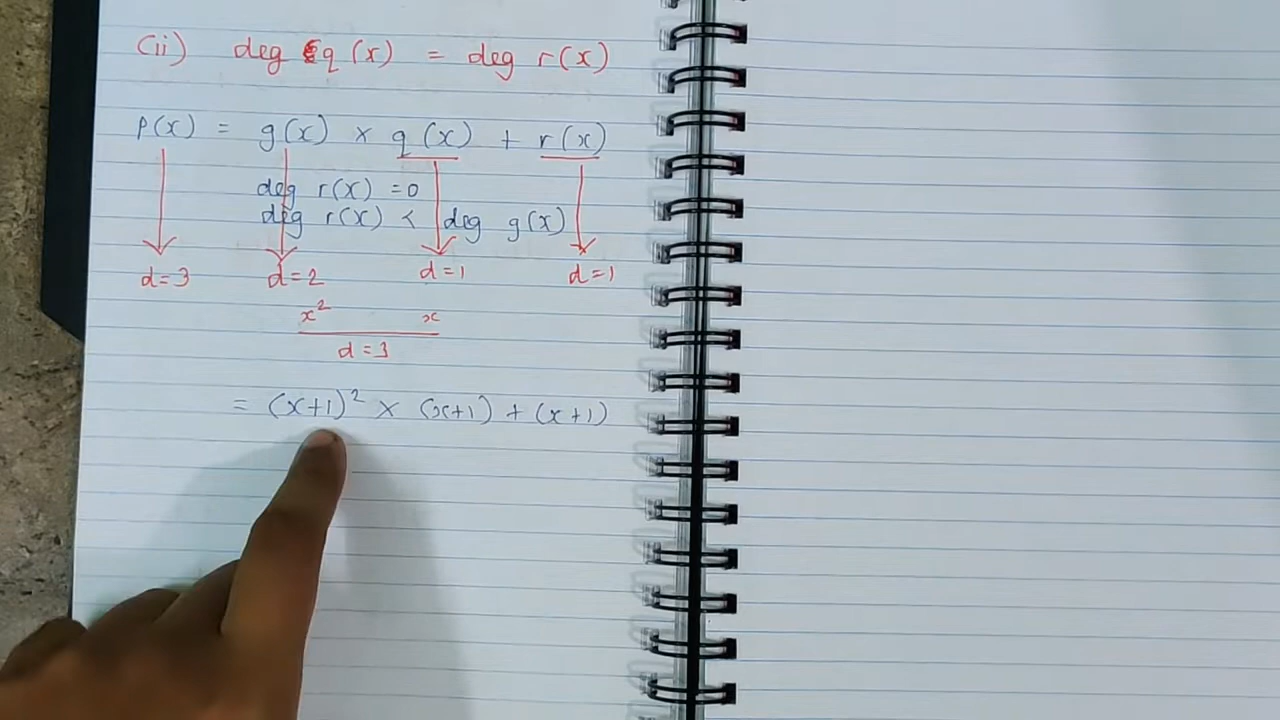 (ii) deg q(x) = deg r(x)
p(x) = g(x) × q(x) + r(x)
deg r(x) = 0
deg r(x) < deg g(x)
d=3 d=2 d=1 d=1
x² x
d=3
= (x+1)² × (x+1) + (x+1)